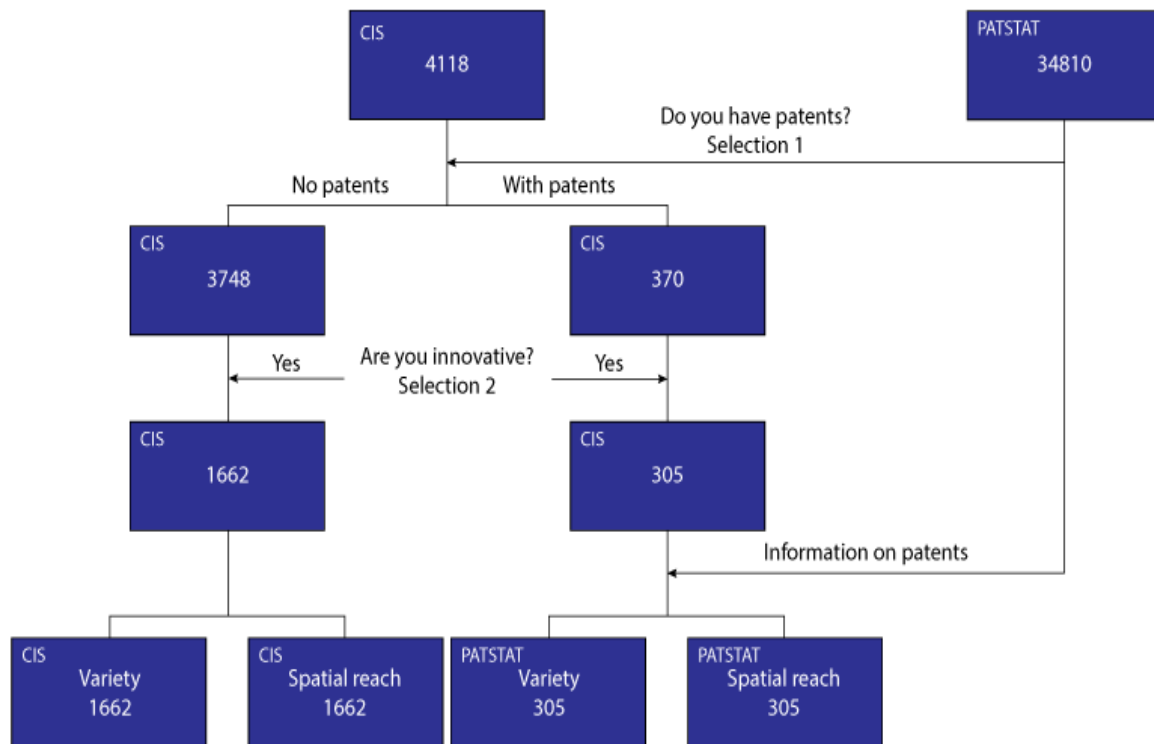 CIS
4118
PATSTAT
34810
Do you have patents?
Selection 1
No patents
With patents
CIS
3748
CIS
370
Yes
Are you innovative?
Selection 2
Yes
CIS
1662
CIS
305
Information on patents
CIS
Variety
1662
CIS
Spatial reach
1662
PATSTAT
Variety
305
PATSTAT
Spatial reach
305